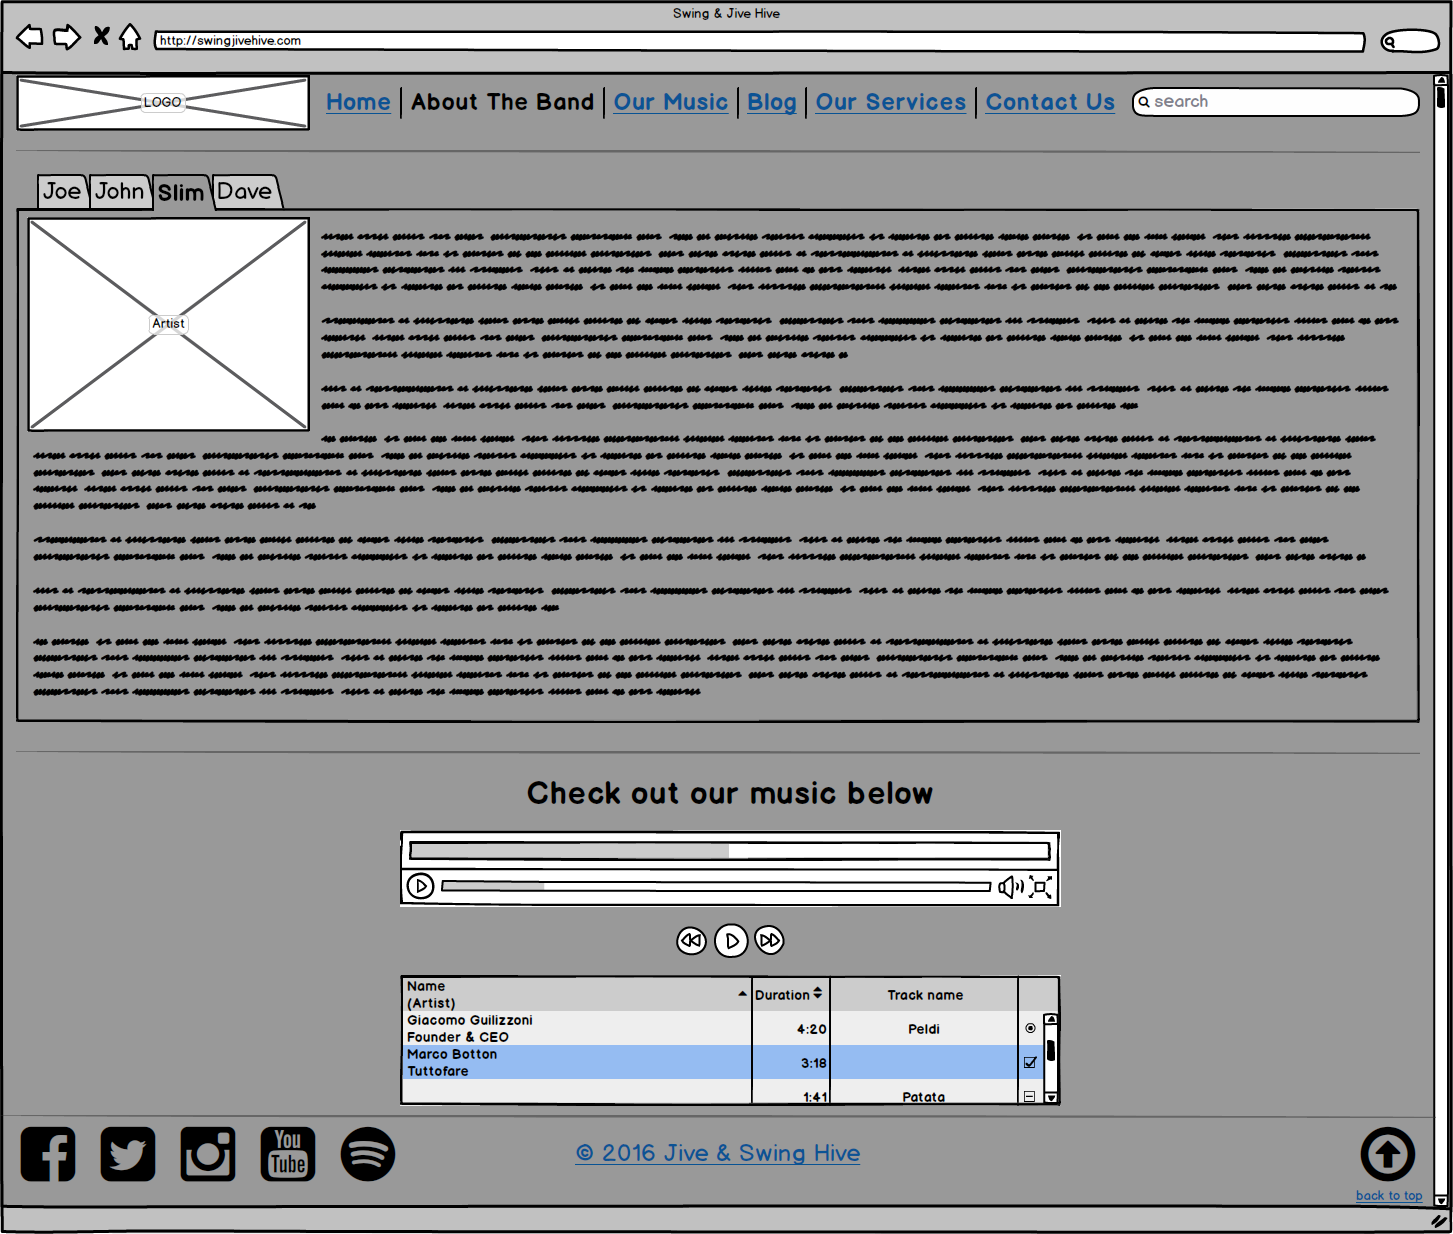 Swing & Jive Hive
http://swingjivehive.com
LOGO
Home About The Band Our Music Blog Our Services Contact Us search
Joe John Slim Dave
Artist
Check out our music below
Name
(Artist) Duration Track name
Giacomo Guilizzoni
Founder & CEO 4:20 Peldi
Marco Botton
Tuttofare 3:18
1:41 Patata
You
Tube
© 2016 Jive & Swing Hive
back to top